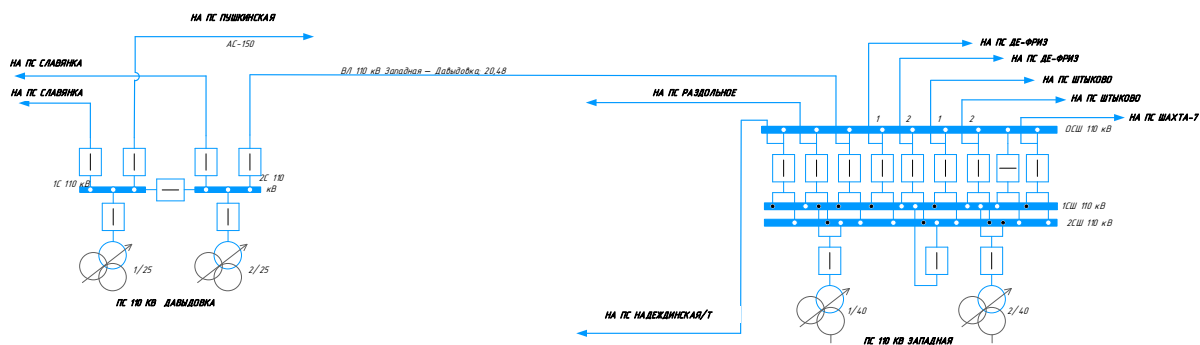 НА ПС ПУШКИНСКАЯ
АС-150
НА ПС СЛАВЯНКА
НА ПС СЛАВЯНКА
1С 110 кВ
2С 110
кВ
1/25
2/25
ПС 110 КВ ДАВЫДОВКА
ВЛ 110 кВ Западная – Давыдовка, 20,48
НА ПС РАЗДОЛЬНОЕ
НА ПС НАДЕЖДИНСКАЯ/Т
НА ПС ДЕ-ФРИЗ
НА ПС ДЕ-ФРИЗ
НА ПС ШТЫКОВО
НА ПС ШТЫКОВО
НА ПС ШАХТА-7
1
2
1
2
ОСШ 110 кВ
1СШ 110 кВ
2СШ 110 кВ
1/40
2/40
ПС 110 КВ ЗАПАДНАЯ